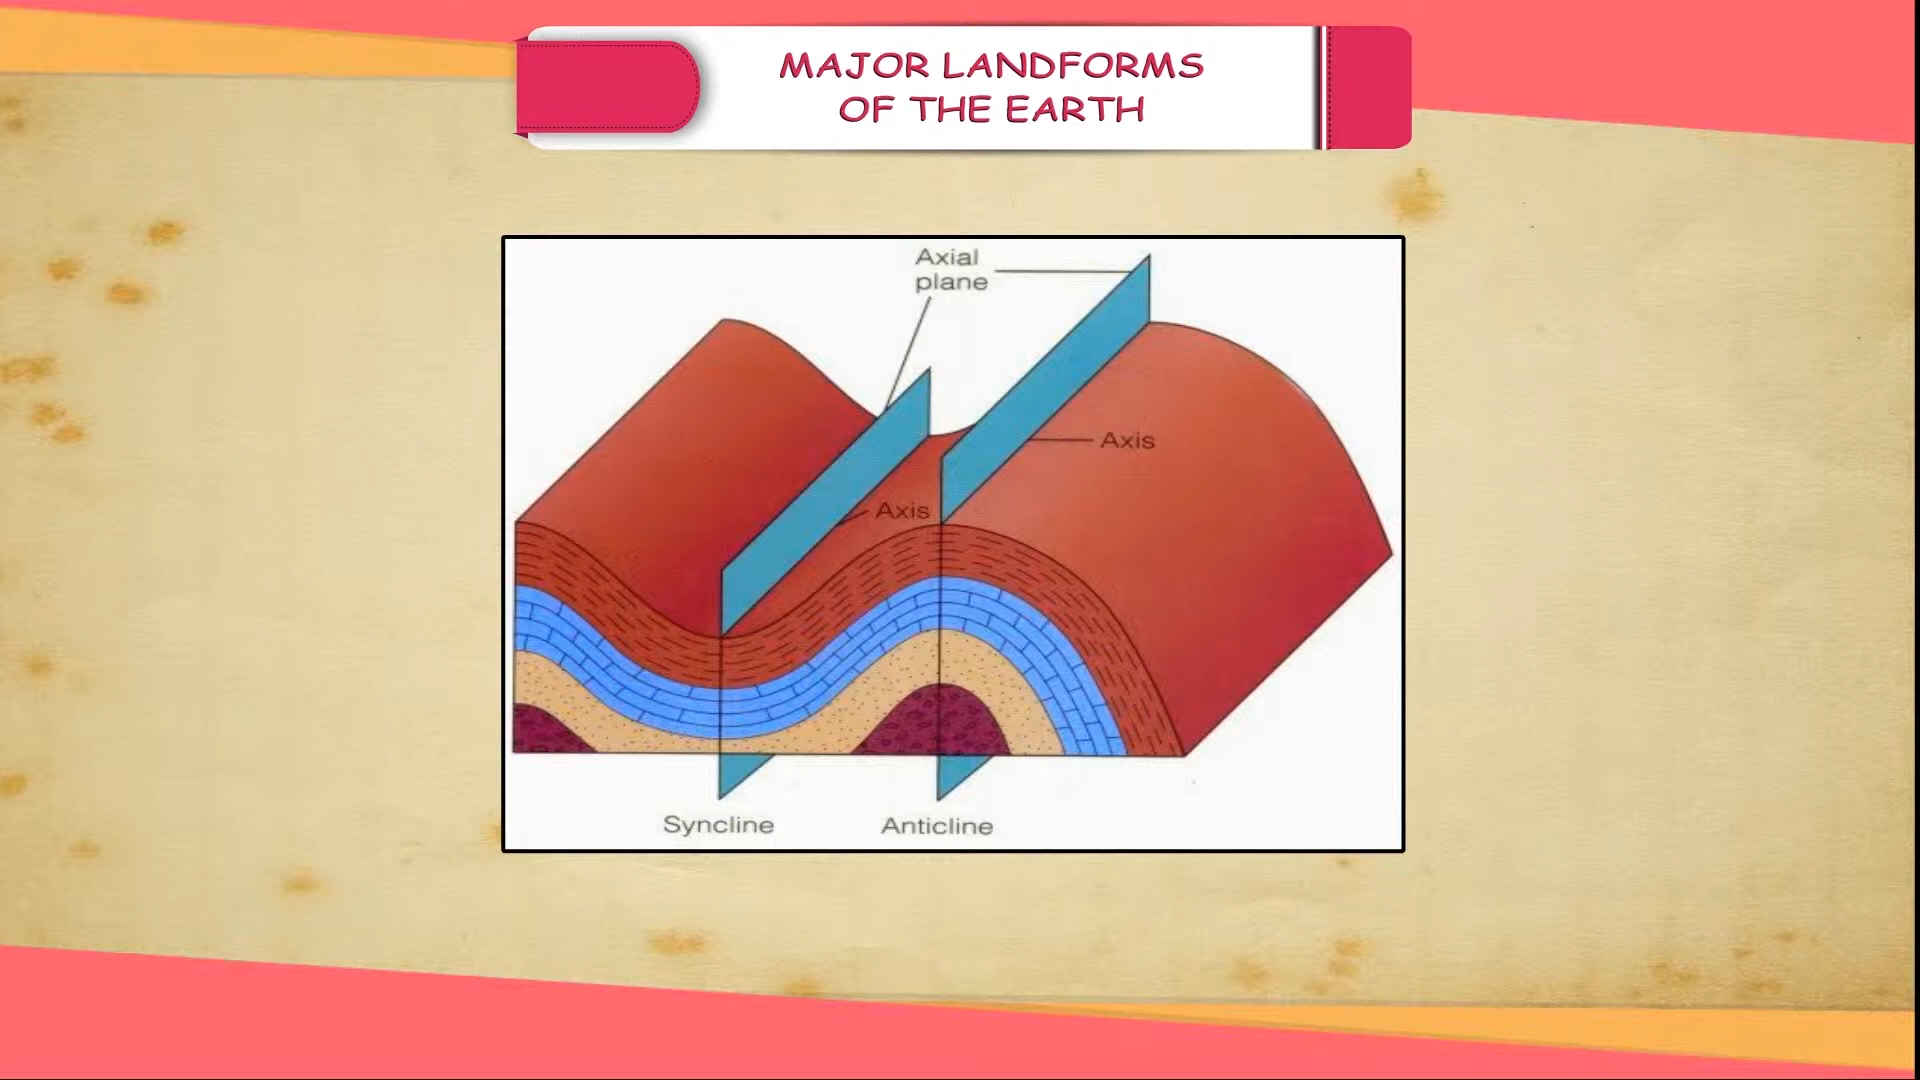 MAJOR LANDFORMS
OF THE EARTH
Axial
plane
Axis
Axis
Syncline
Anticline